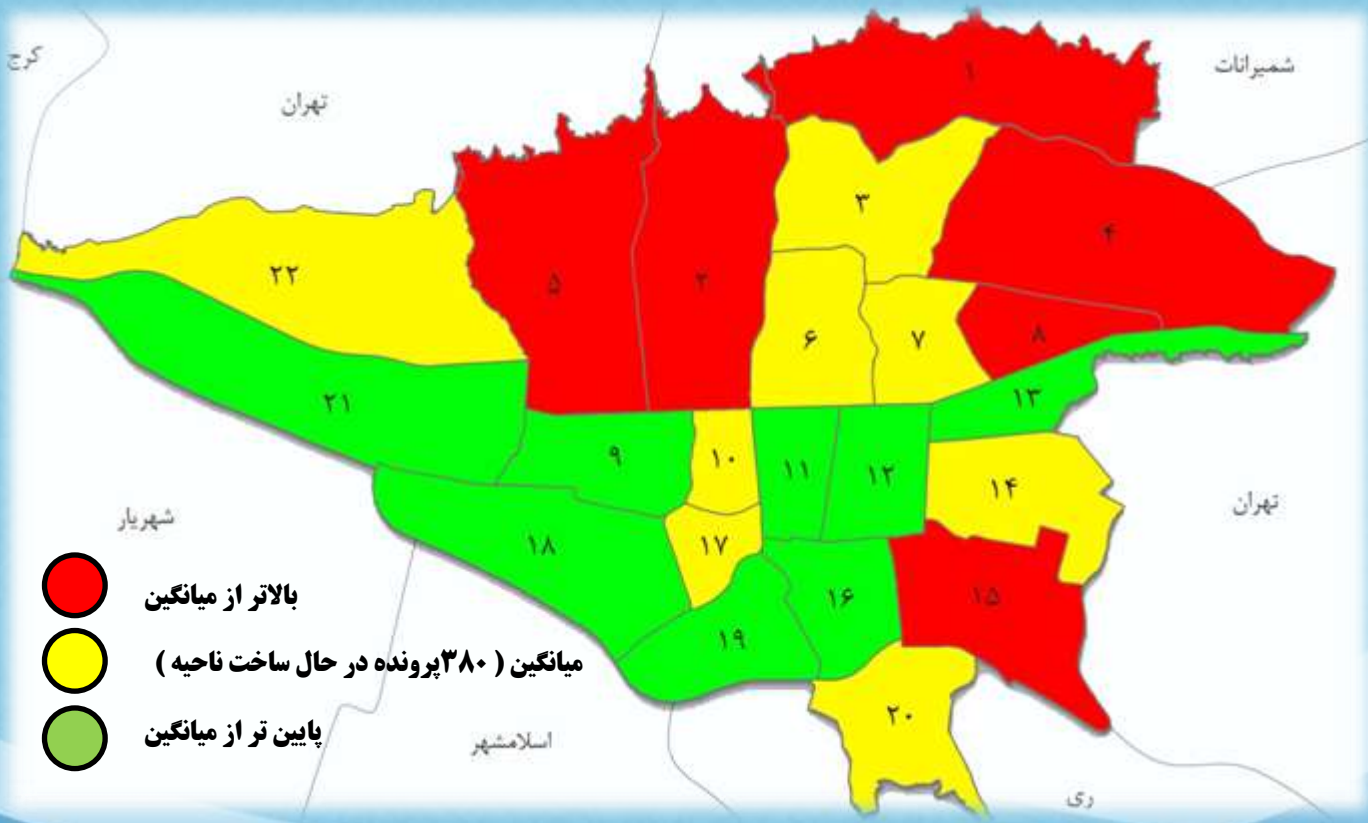 کرج
تهران
شمیرانات
۱
۳
۴
۲۲
۵
۲
۶
۷
۸
۲۱
۱۳
۹
۱۰
۱۱
۱۲
۱۴
تهران
شهریار
۱۸
۱۷
۱۶
۱۵
۱۹
۲۰
بالاتر از میانگین
میانگین ( ۳۸۰پرونده در حال ساخت ناحیه )
پایین تر از میانگین
اسلامشهر
ری